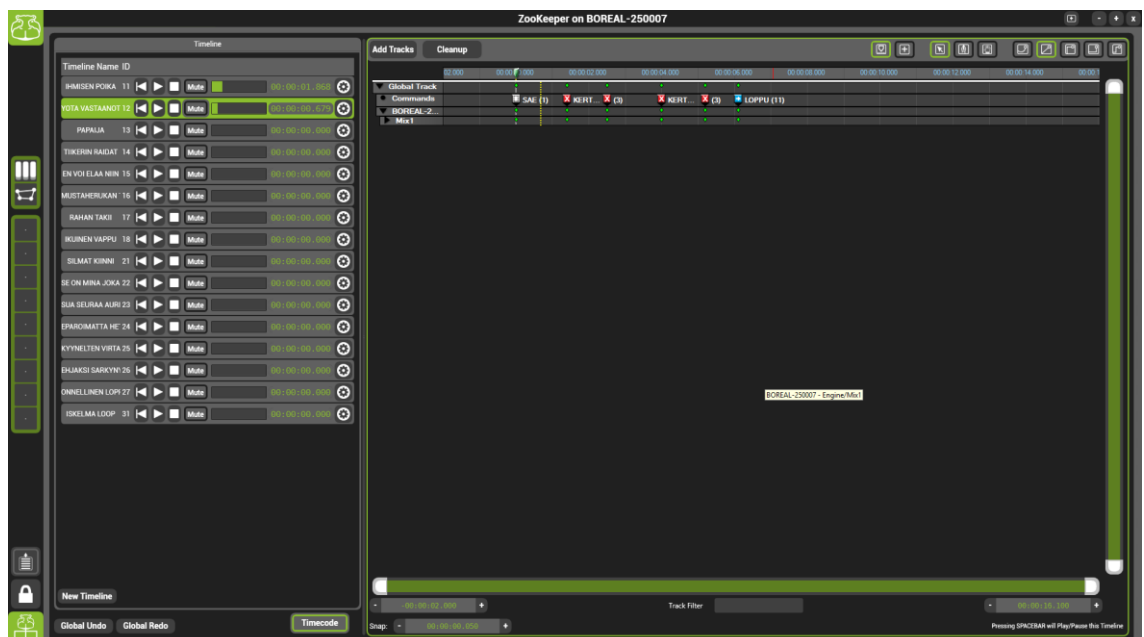 ZooKeeper on BOREAL-250007
Timeline
Timeline Name ID
IHMISEN POIKA 11 Mute 00:00:01.868
YOTA VASTAANOT 12 Mute 00:00:00.679
PAPAIJA 13 Mute 00:00:00.000
TIIKERIN RAIDAT 14 Mute 00:00:00.000
EN VOI ELAA NIIN 15 Mute 00:00:00.000
MUSTAHERUKAN 16 Mute 00:00:00.000
RAHAN TAKII 17 Mute 00:00:00.000
IKUINEN VAPPU 18 Mute 00:00:00.000
SILMAT KIINNI 21 Mute 00:00:00.000
SE ON MINA JOKA 22 Mute 00:00:00.000
SUA SEURAA AURI 23 Mute 00:00:00.000
EPAROIMATTA HE 24 Mute 00:00:00.000
KYYNELTEN VIRTA 25 Mute 00:00:00.000
EHJAKSI SARKYN 26 Mute 00:00:00.000
ONNELLINEN LOPI 27 Mute 00:00:00.000
ISKELMA LOOP 31 Mute 00:00:00.000
New Timeline
Global Undo Global Redo Timecode
Add Tracks Cleanup
02.000 00:00:02.000 00:00:04.000 00:00:06.000 00:00:08.000 00:00:10.000 00:00:12.000 00:00:14.000 00:00:1
Global Track
Commands SAE (1) KERT... (3) KERT... (3) LOPPU (11)
BOREAL-2...
Mix1
BOREAL-250007 - Engine/Mix1
- -00:00:02.000 + Track Filter - 00:00:16.100 +
Snap: - 00:00:00.050 + Pressing SPACEBAR will Play/Pause this Timeline